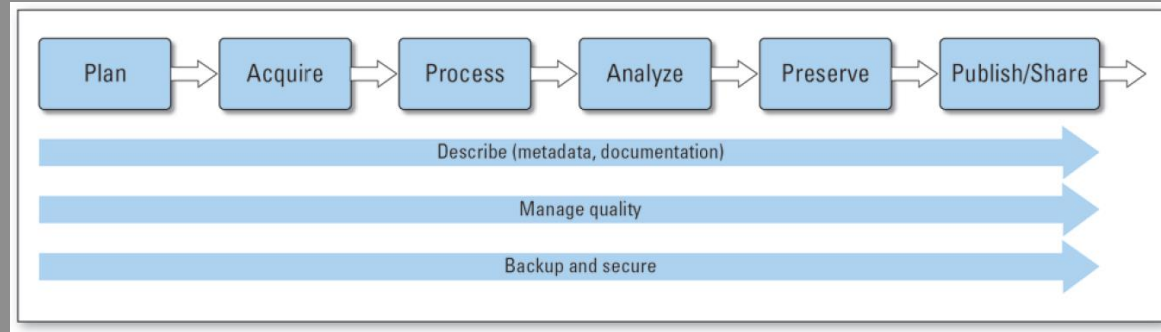 Plan
Acquire
Process
Analyze
Preserve
Publish/Share
Describe (metadata, documentation)
Manage quality
Backup and secure